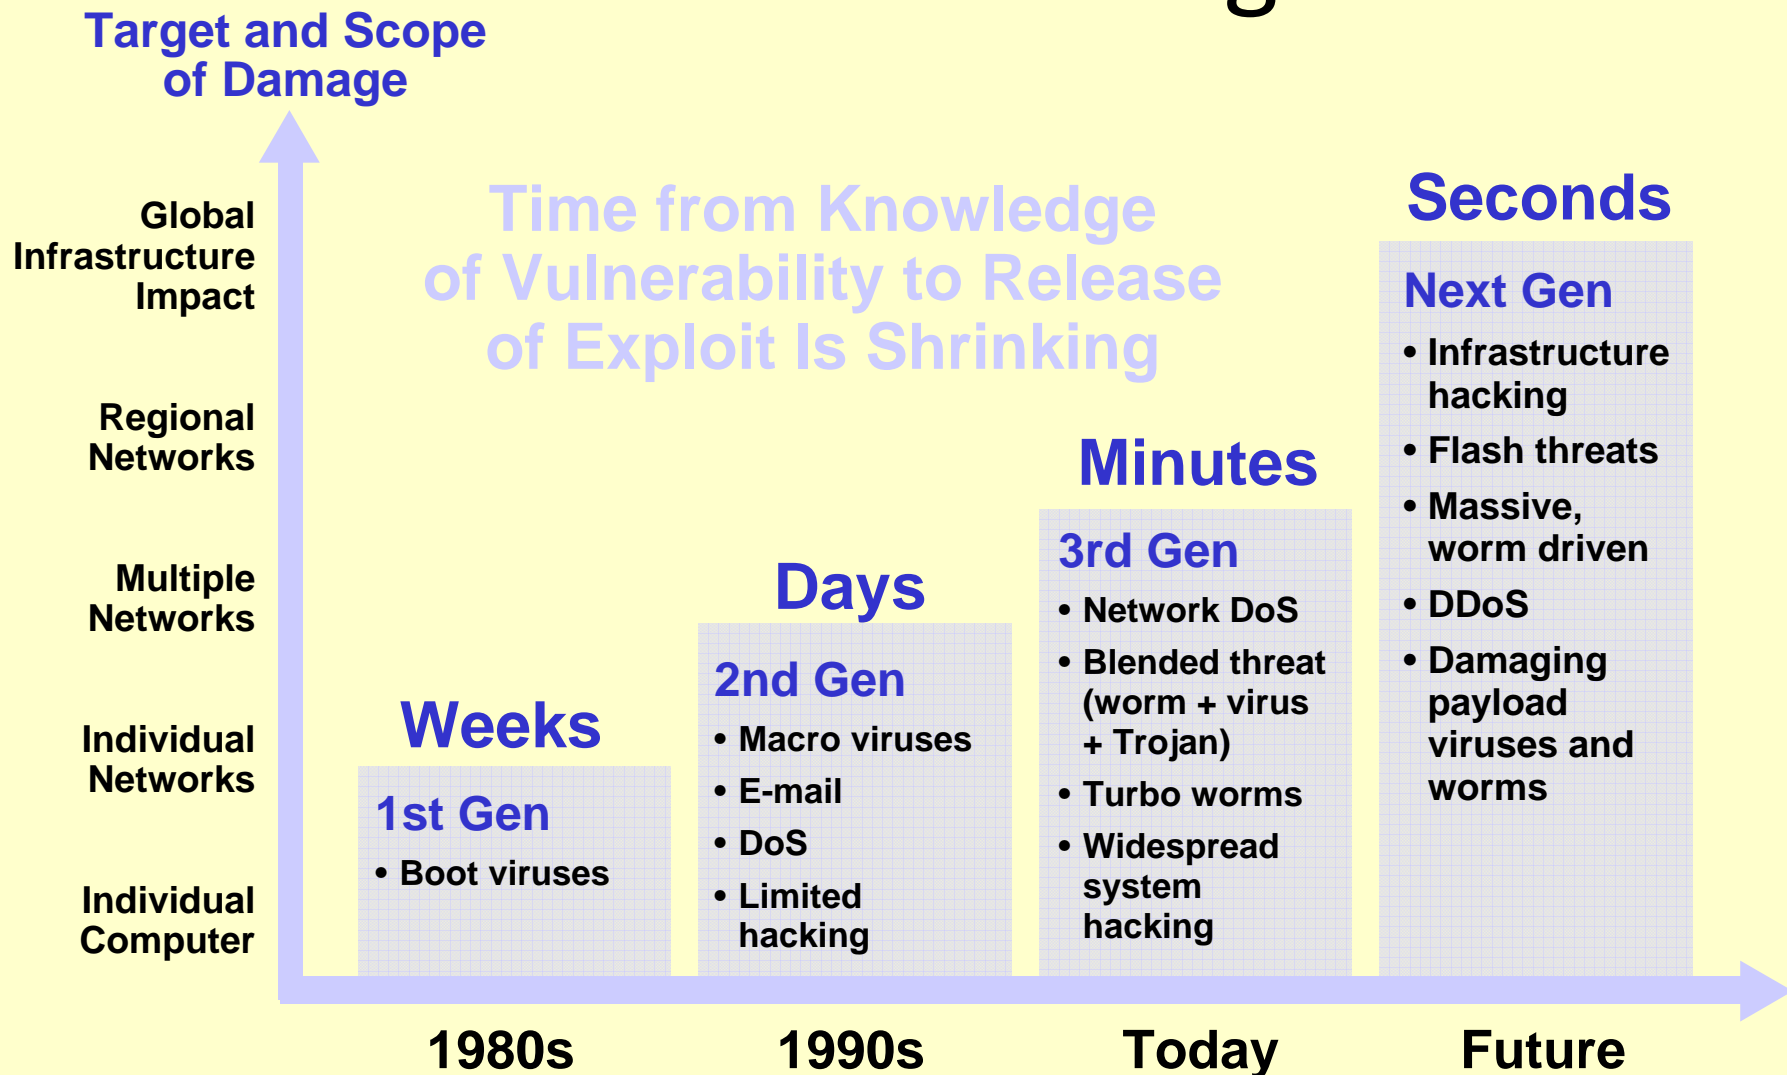 Target and Scope
of Damage
Time from Knowledge
of Vulnerability to Release
of Exploit Is Shrinking
Global
Infrastructure
Impact
Regional
Networks
Multiple
Networks
Individual
Networks
Individual
Computer
Weeks
1st Gen
• Boot viruses
Days
2nd Gen
• Macro viruses
• E-mail
• DoS
• Limited
hacking
Minutes
3rd Gen
• Network DoS
• Blended threat
(worm + virus
+ Trojan)
• Turbo worms
• Widespread
system
hacking
Seconds
Next Gen
• Infrastructure
hacking
• Flash threats
• Massive,
worm driven
• DDoS
• Damaging
payload
viruses and
worms
1980s
1990s
Today
Future